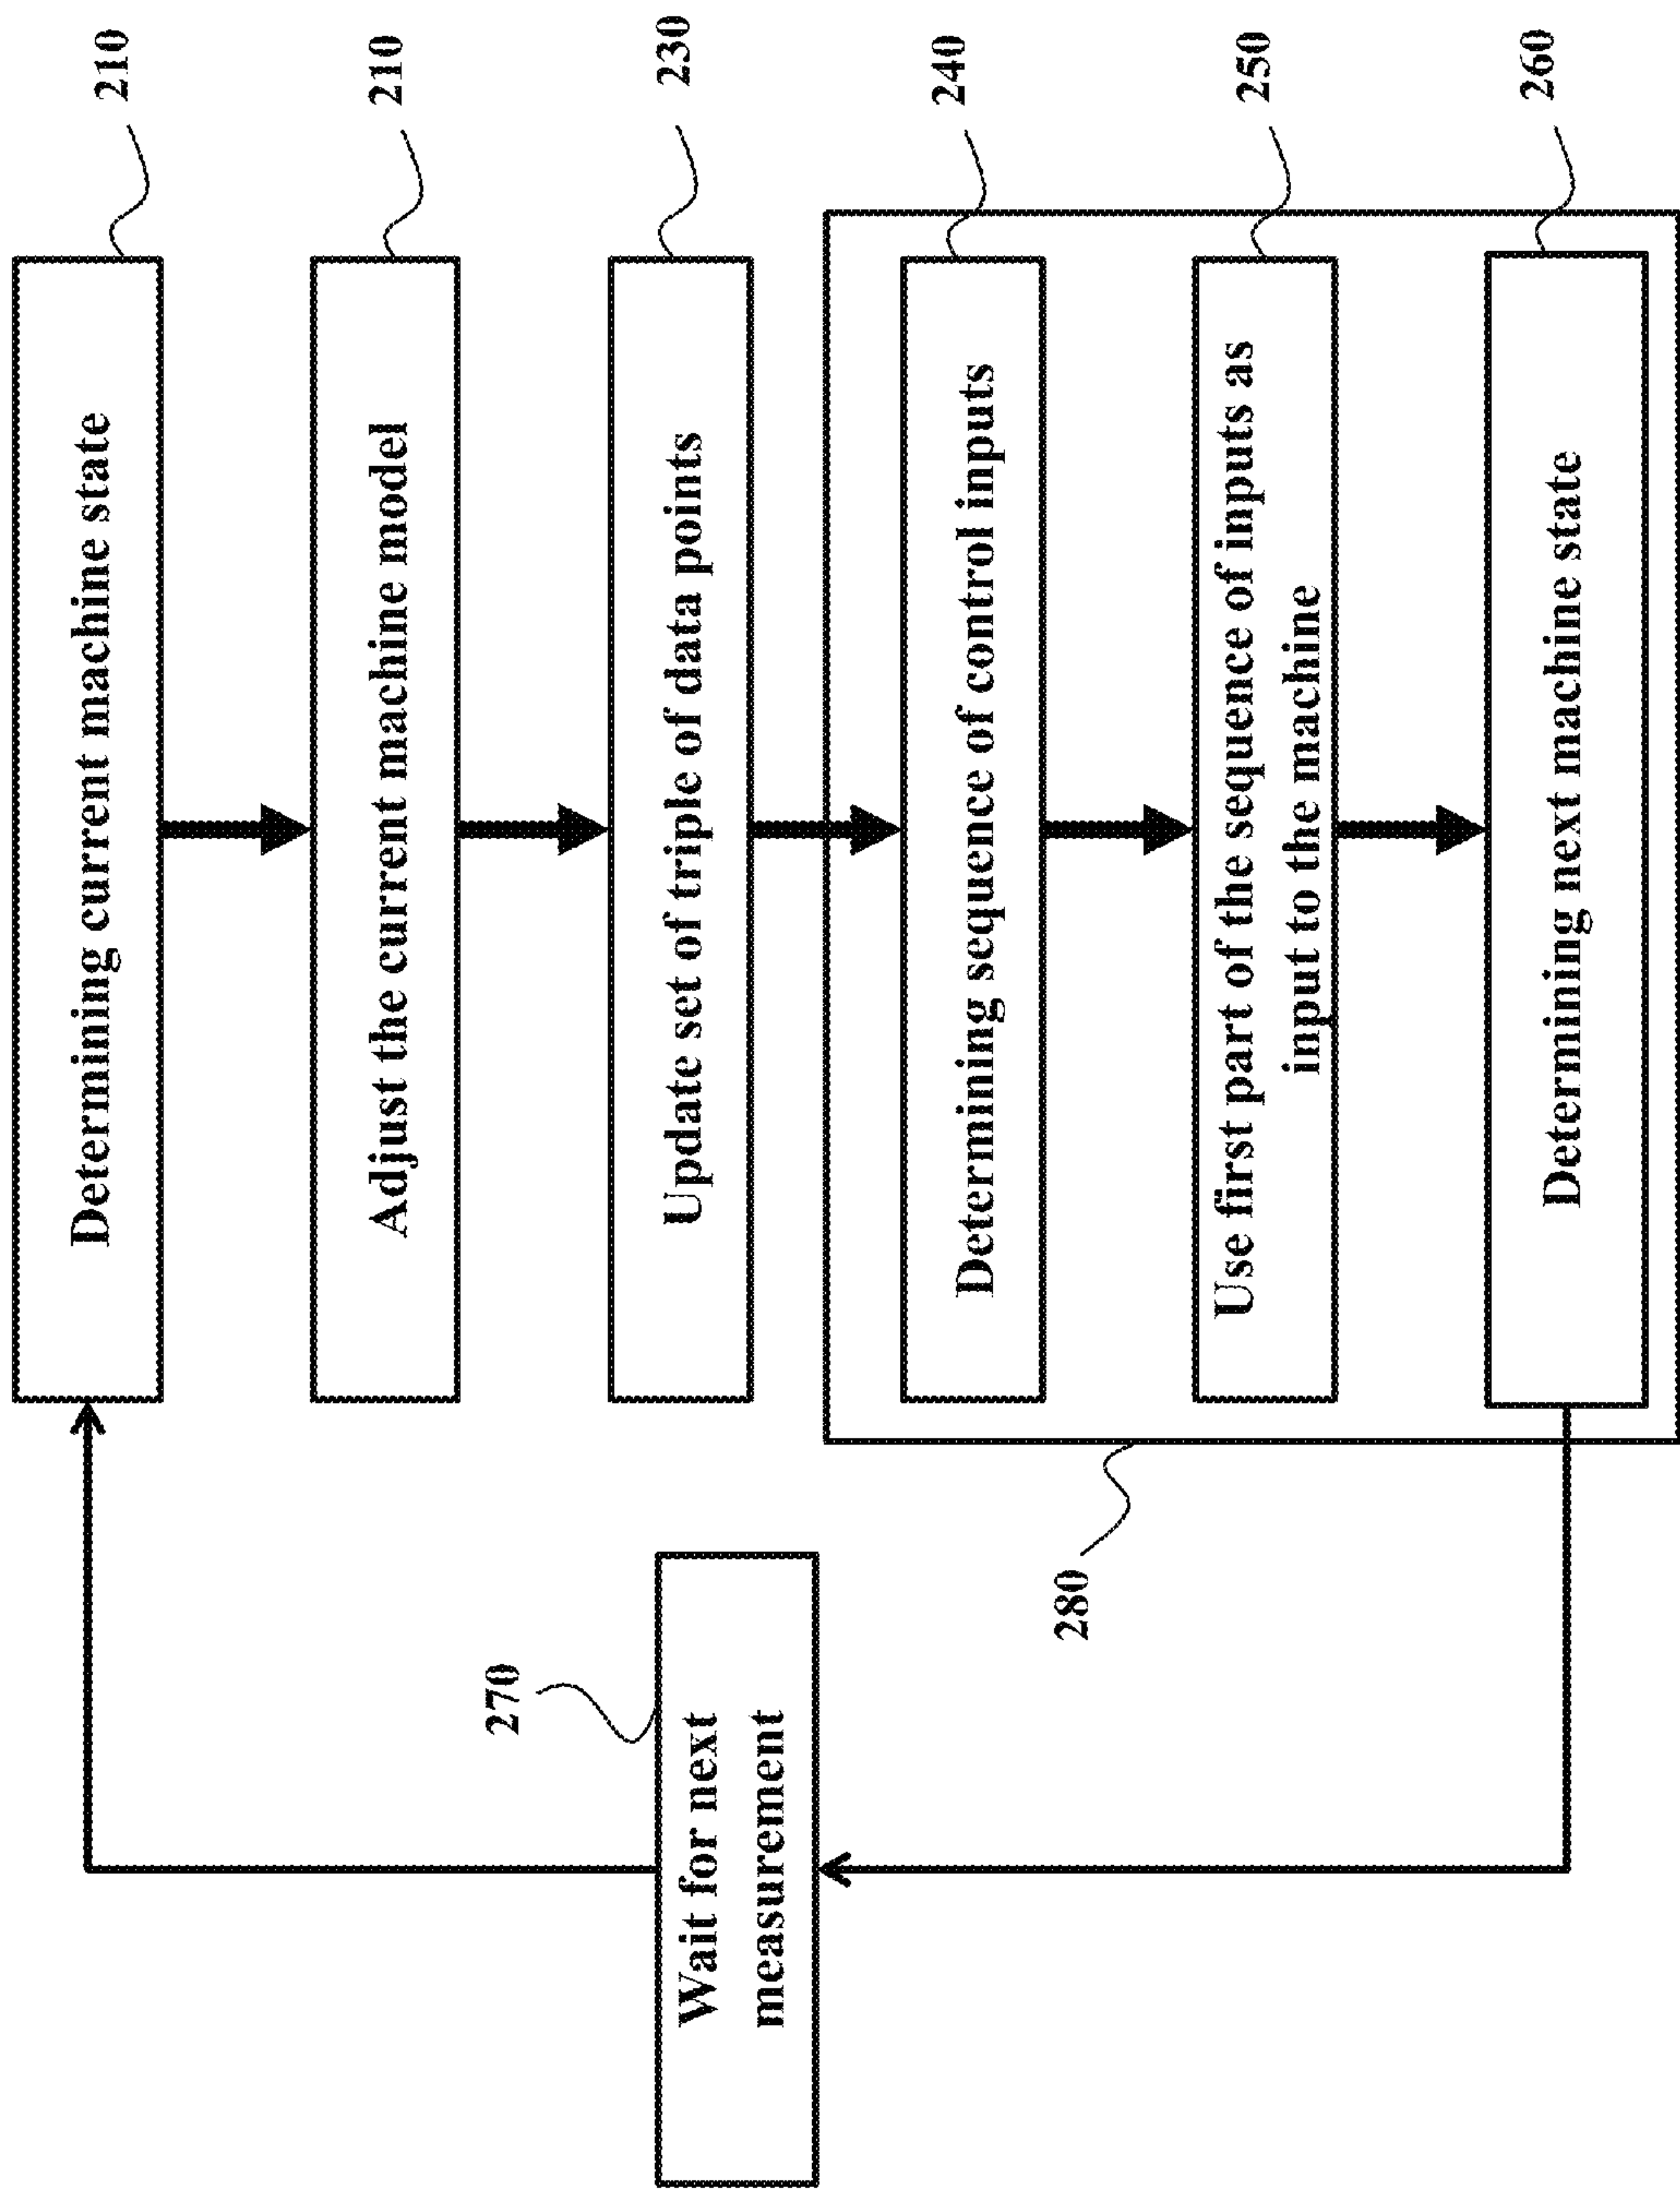 Determining current machine state
210
Adjust the current machine model
210
Update set of triple of data points
230
Determining sequence of control inputs
240
Use first part of the sequence of inputs as
input to the machine
250
Determining next machine state
260
Wait for next
measurement
270
280